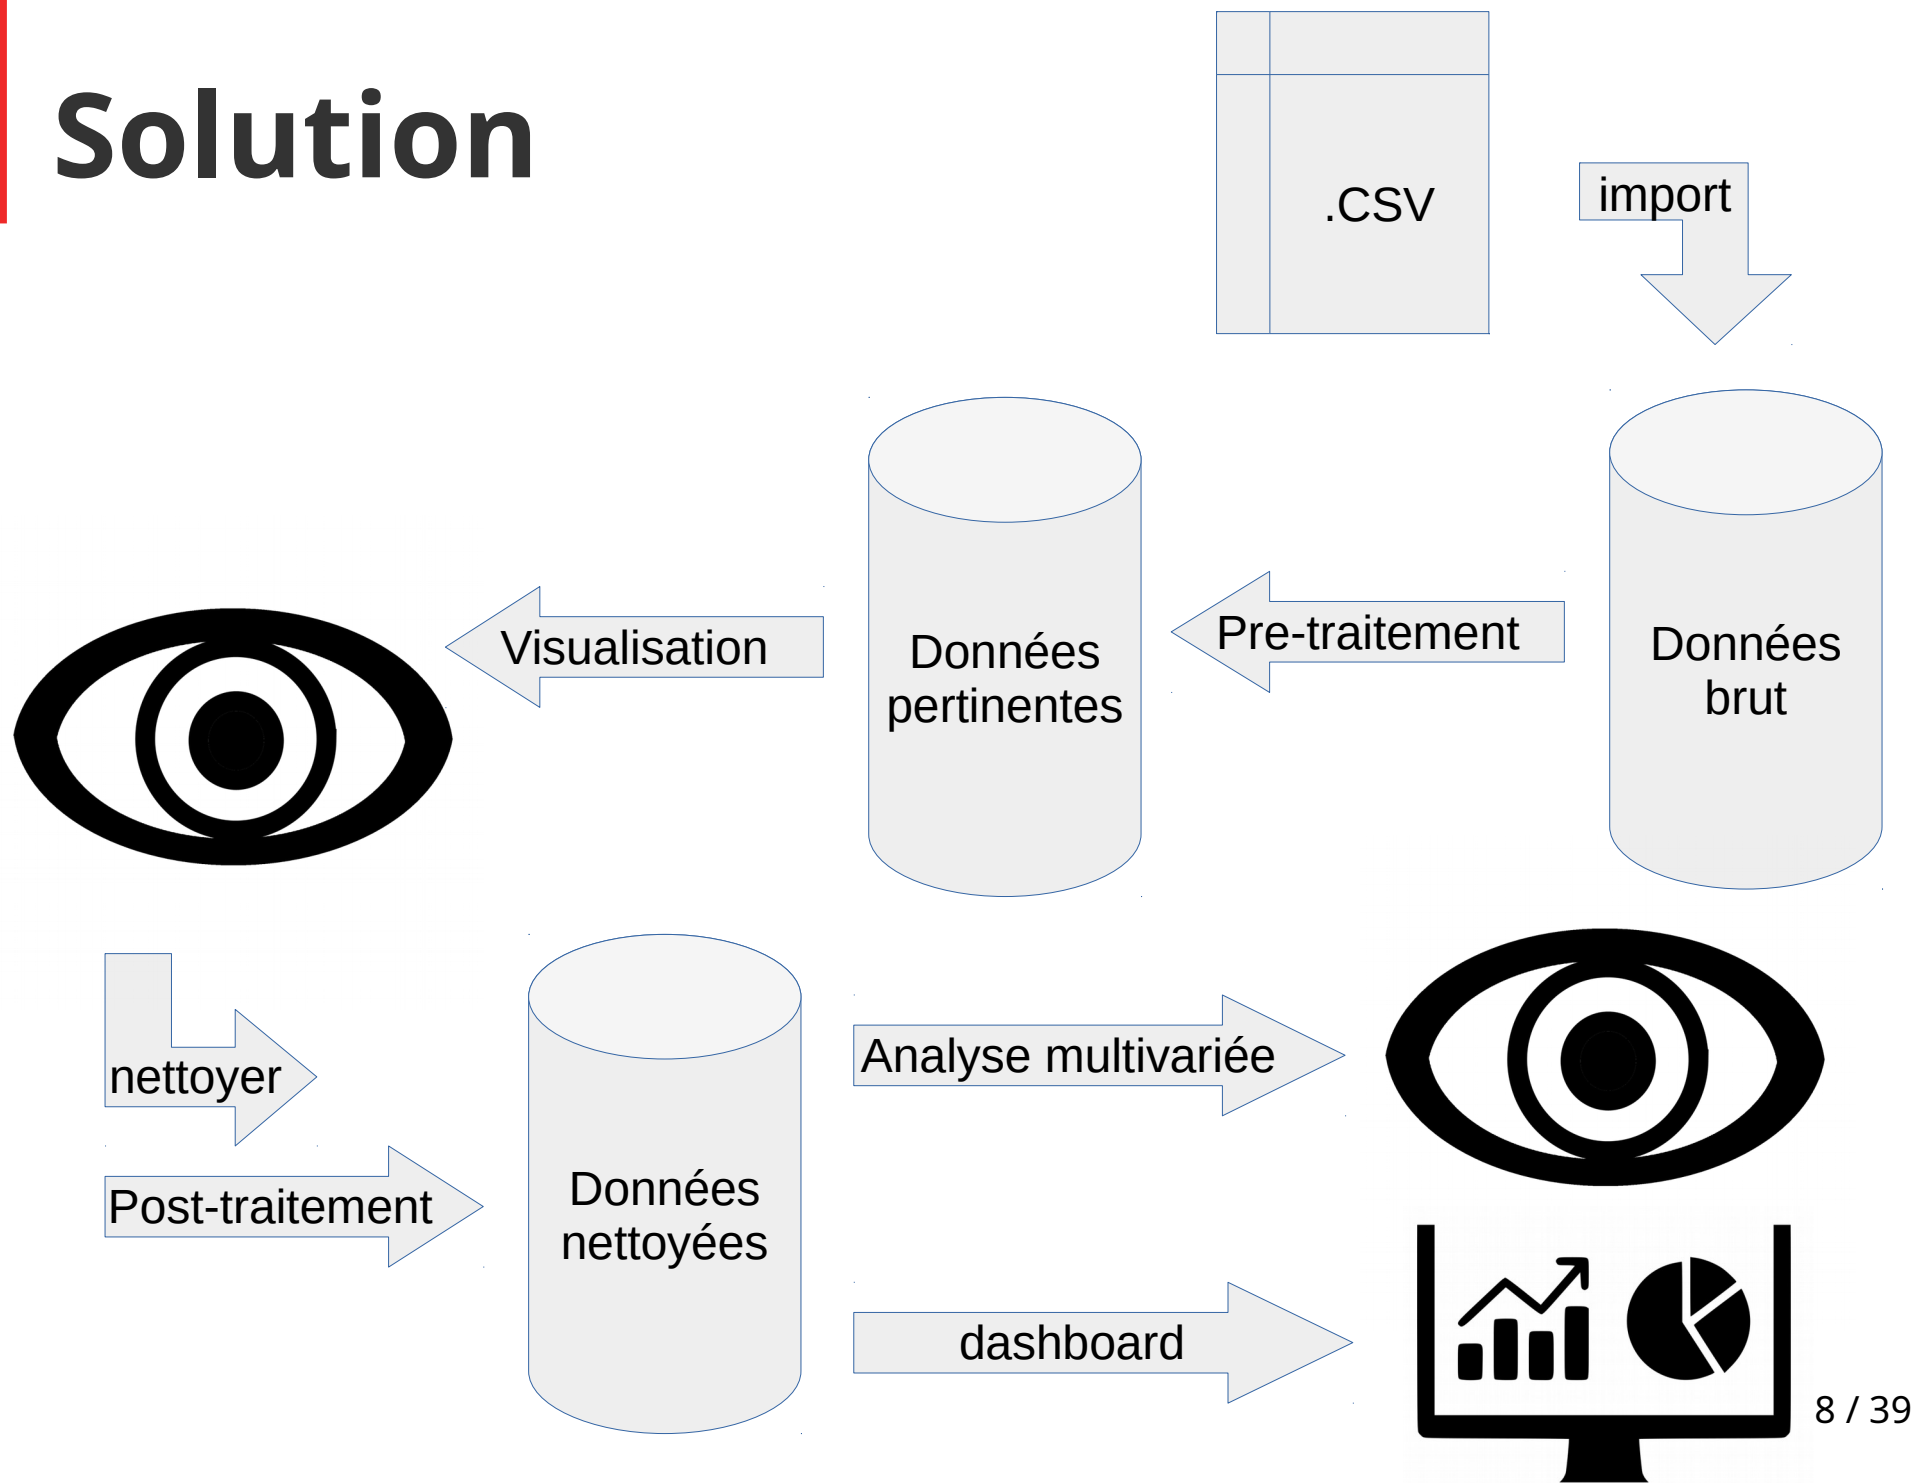 Solution
.CSV
import
Données
brut
Pre-traitement
Données
pertinentes
Visualisation
nettoyer
Post-traitement
Données
nettoyées
Analyse multivariée
dashboard
8 / 39